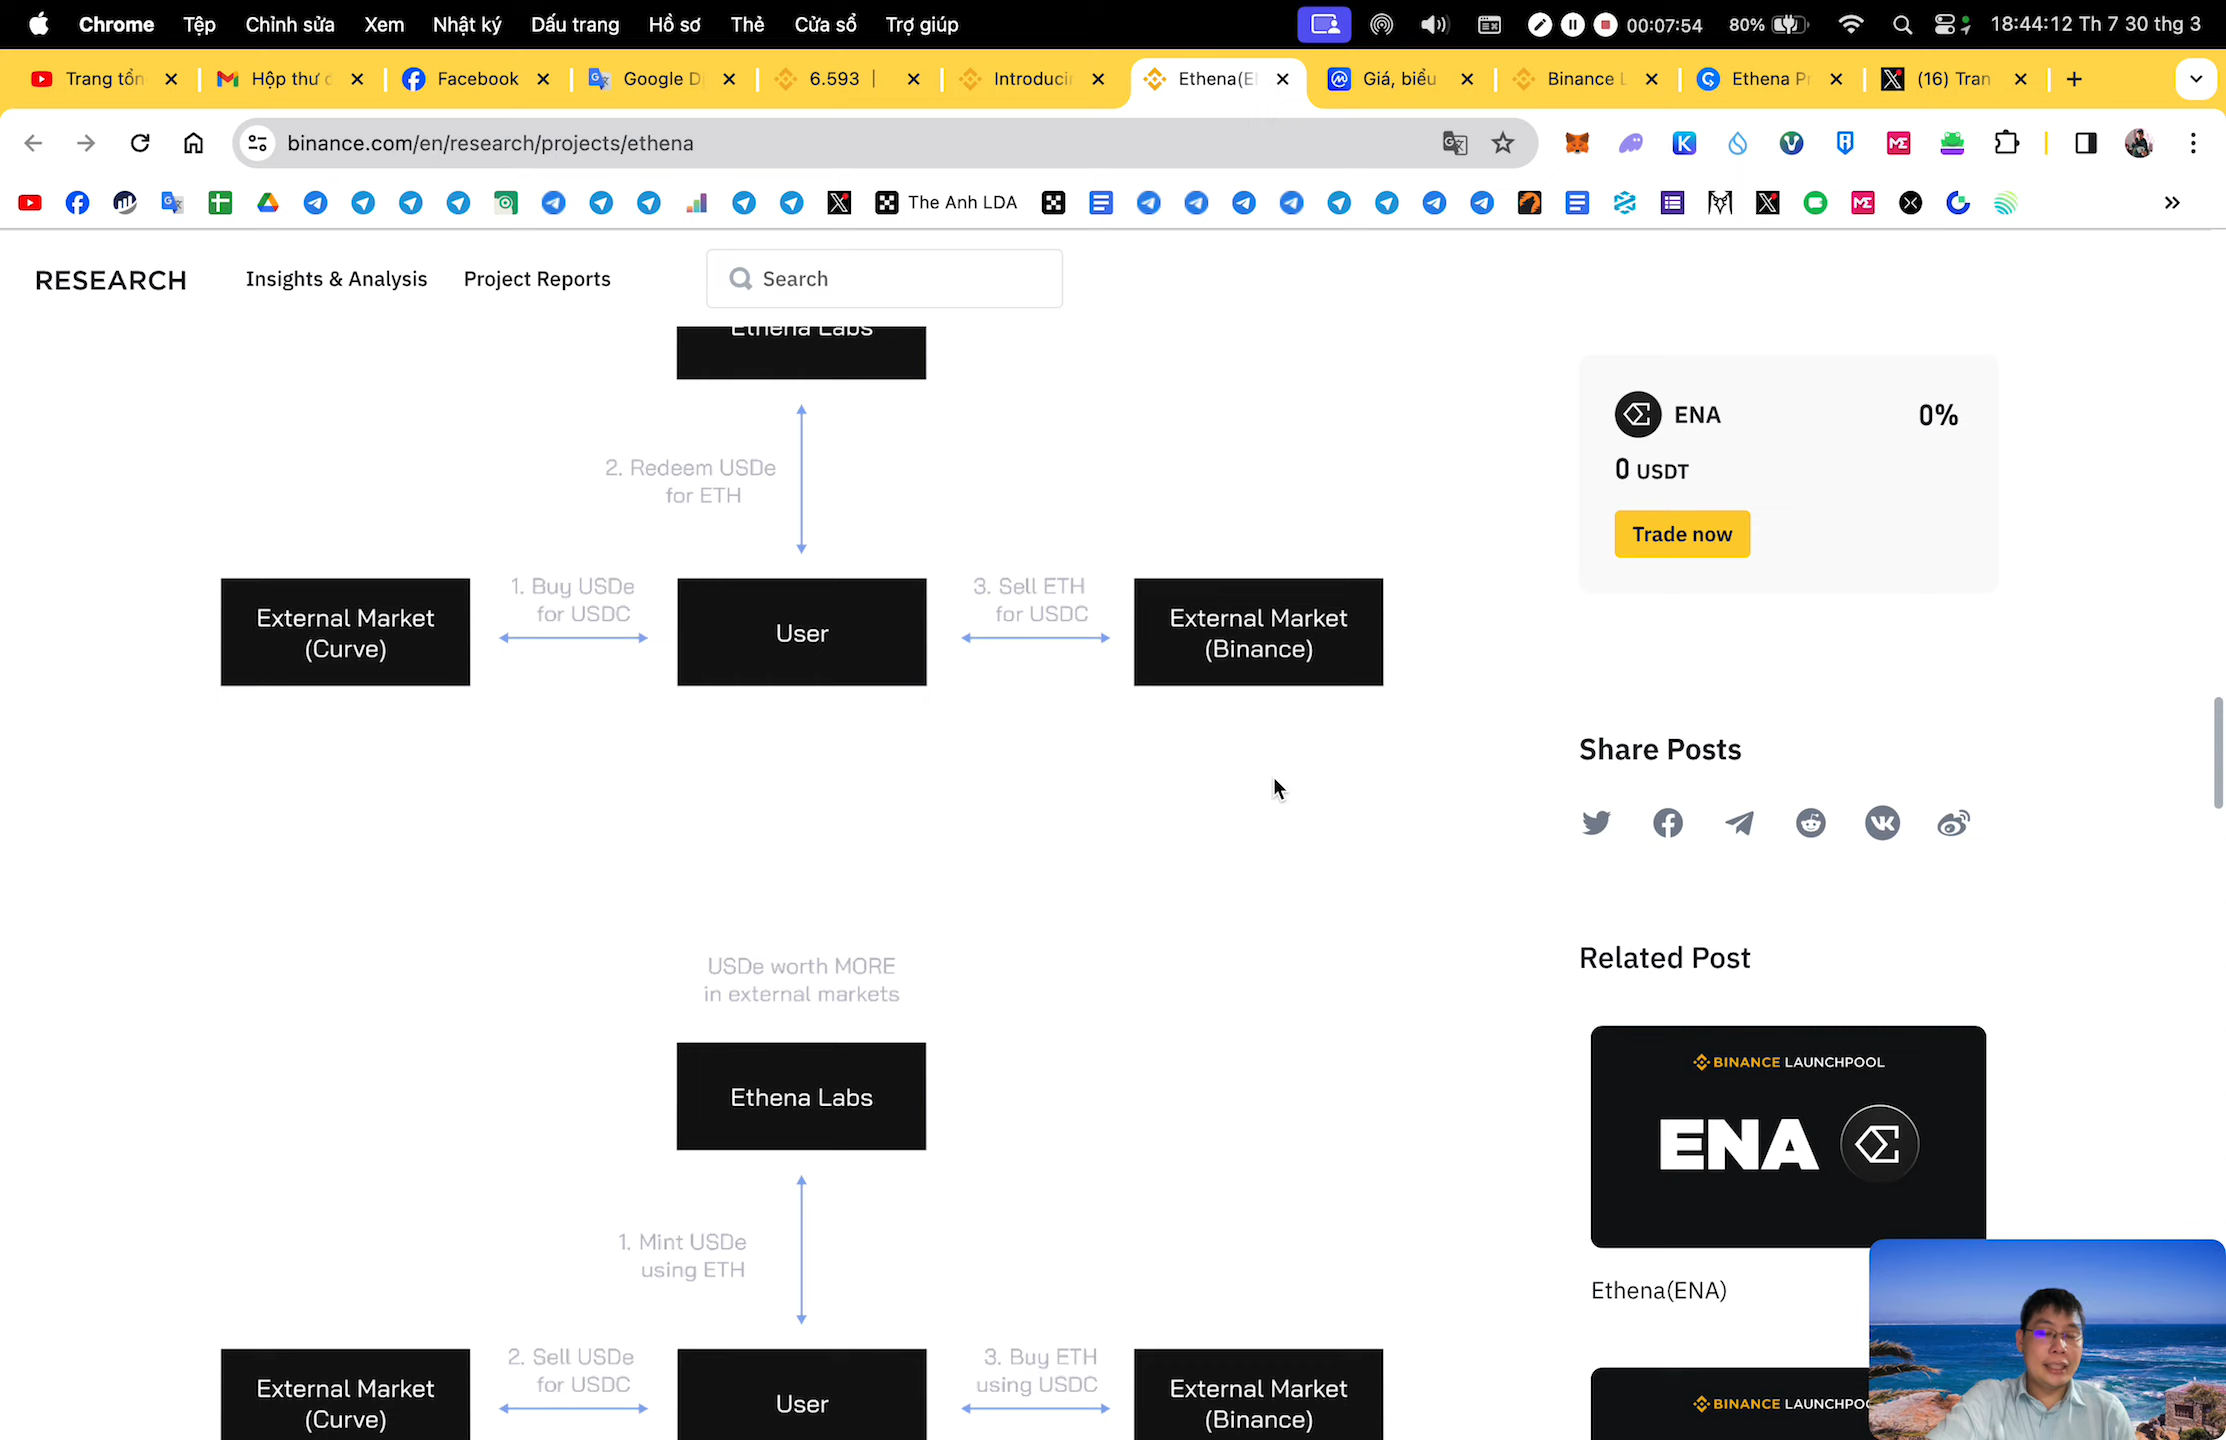 Chrome Tệp Chỉnh sửa Xem Nhật ký Dấu trang Hồ sơ Thẻ Cửa sổ Trợ giúp 00:07:54 80% 18:44:12 Th 7 30 thg 3
Trang tổn Hộp thư Facebook Google D 6.593 | Introduci Ethena(E Giá, biểu Binance L Ethena P (16) Tran
binance.com/en/research/projects/ethena
The Anh LDA
RESEARCH Insights & Analysis Project Reports Search
Ethena Labs
2. Redeem USDe
for ETH
1. Buy USDe
for USDC
3. Sell ETH
for USDC
External Market
(Curve)
User
External Market
(Binance)
USDe worth MORE
in external markets
Ethena Labs
1. Mint USDe
using ETH
2. Sell USDe
for USDC
3. Buy ETH
using USDC
External Market
(Curve)
User
External Market
(Binance)
ENA 0%
0 USDT
Trade now
Share Posts
Related Post
BINANCE LAUNCHPOOL
ENA
Ethena(ENA)
BINANCE LAUNCHPO